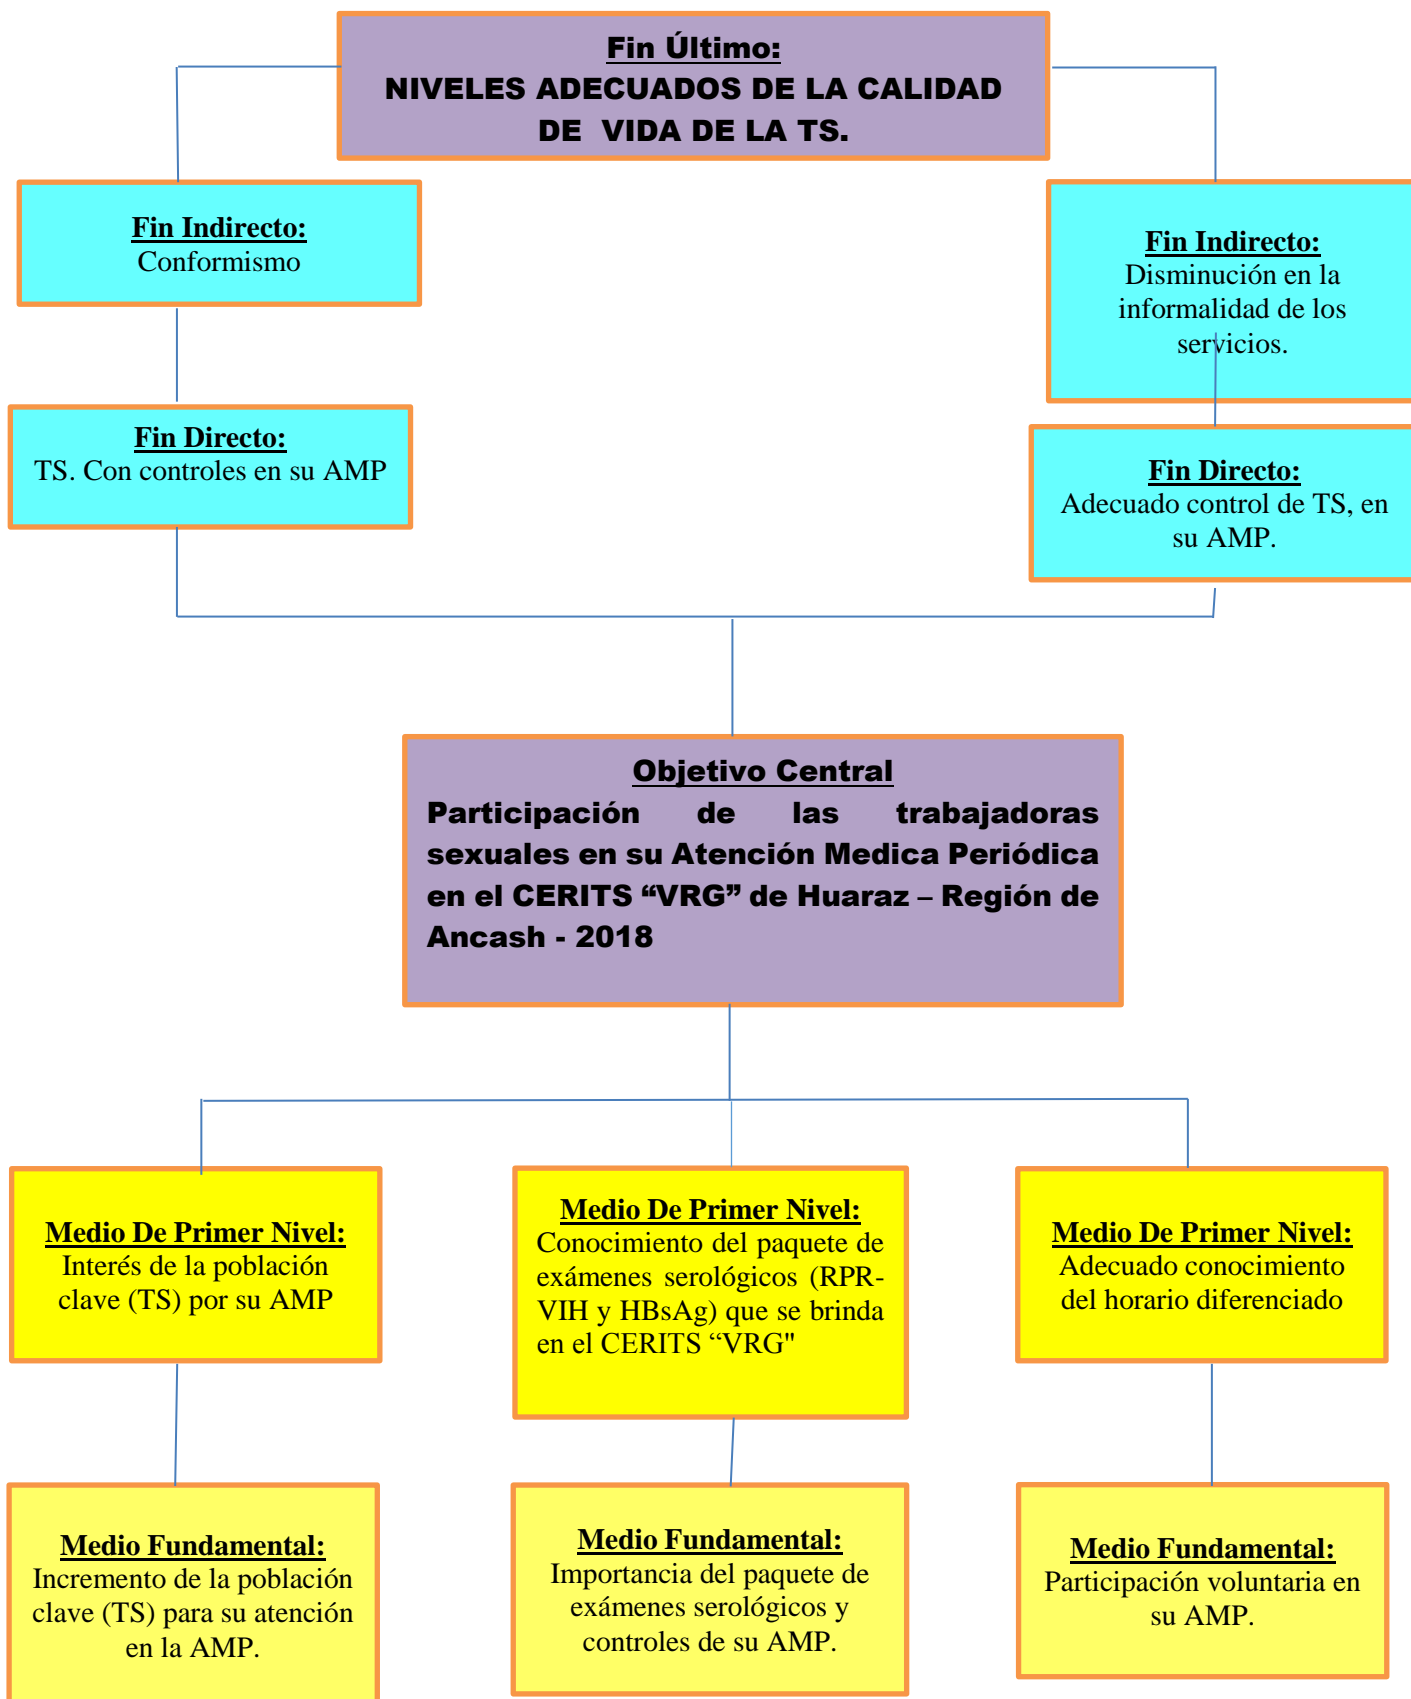 Fin Último:
NIVELES ADECUADOS DE LA CALIDAD
DE VIDA DE LA TS.
Fin Indirecto:
Conformismo
Fin Indirecto:
Disminución en la
informalidad de los
servicios.
Fin Directo:
TS. Con controles en su AMP
Fin Directo:
Adecuado control de TS, en
su AMP.
Objetivo Central
Participación de las trabajadoras
sexuales en su Atención Medica Periódica
en el CERITS “VRG” de Huaraz – Región de
Ancash - 2018
Medio De Primer Nivel:
Interés de la población
clave (TS) por su AMP
Medio De Primer Nivel:
Conocimiento del paquete de
exámenes serológicos (RPR-
VIH y HBsAg) que se brinda
en el CERITS “VRG"
Medio De Primer Nivel:
Adecuado conocimiento
del horario diferenciado
Medio Fundamental:
Incremento de la población
clave (TS) para su atención
en la AMP.
Medio Fundamental:
Importancia del paquete de
exámenes serológicos y
controles de su AMP.
Medio Fundamental:
Participación voluntaria en
su AMP.